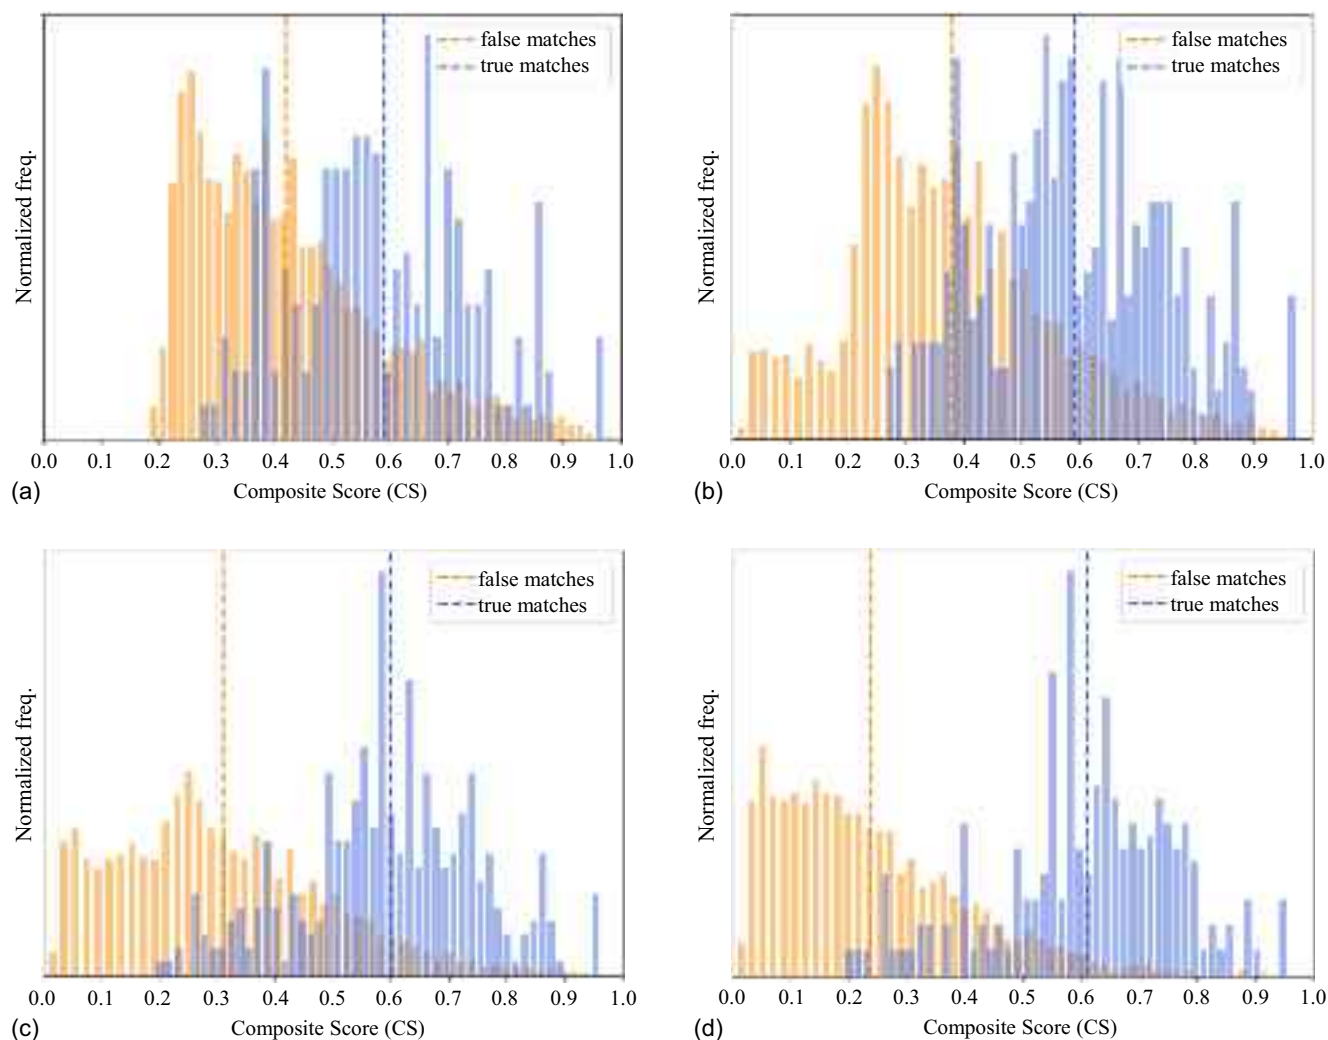 false matches
true matches
Normalized freq.
0.0 0.1 0.2 0.3 0.4 0.5 0.6 0.7 0.8 0.9 1.0
Composite Score (CS)
(a)
false matches
true matches
Normalized freq.
0.0 0.1 0.2 0.3 0.4 0.5 0.6 0.7 0.8 0.9 1.0
Composite Score (CS)
(b)
false matches
true matches
Normalized freq.
0.0 0.1 0.2 0.3 0.4 0.5 0.6 0.7 0.8 0.9 1.0
Composite Score (CS)
(c)
false matches
true matches
Normalized freq.
0.0 0.1 0.2 0.3 0.4 0.5 0.6 0.7 0.8 0.9 1.0
Composite Score (CS)
(d)